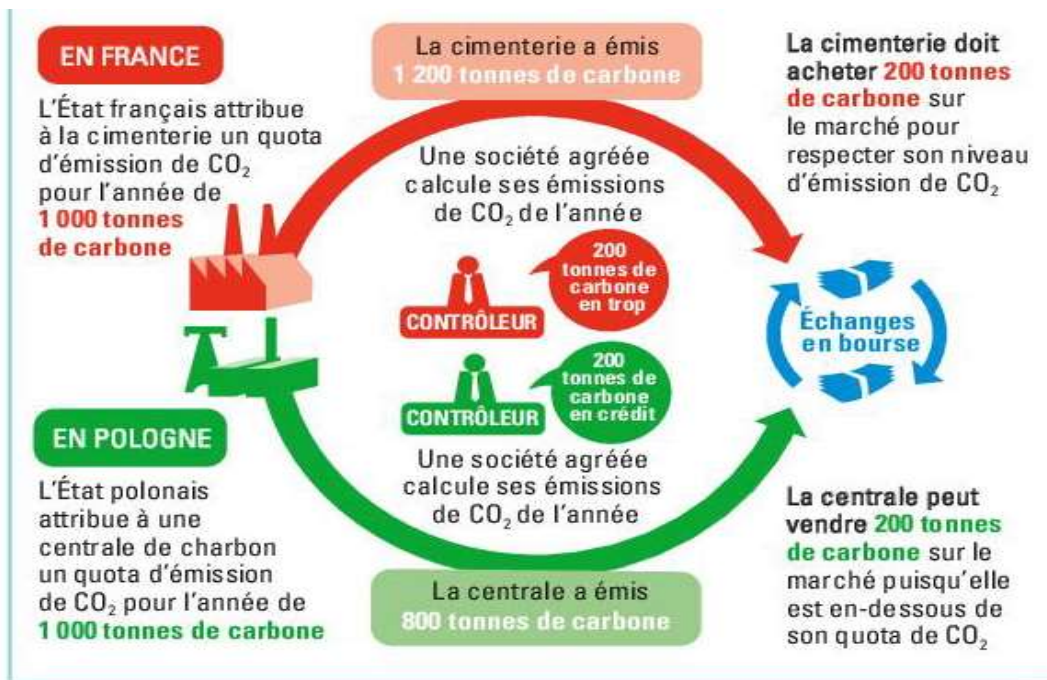 EN FRANCE
L'État français attribue
à la cimenterie un quota
d'émission de CO₂
pour l'année de
1 000 tonnes
de carbone
La cimenterie a émis
1 200 tonnes de carbone
Une société agréée
calcule ses émissions
de CO₂ de l'année
200
tonnes de
carbone
en trop
CONTRÔLEUR
La cimenterie doit
acheter 200 tonnes
de carbone sur
le marché pour
respecter son niveau
d'émission de CO₂
Échanges
en bourse
200
tonnes de
carbone
en crédit
CONTRÔLEUR
Une société agréée
calcule ses émissions
de CO₂ de l'année
EN POLOGNE
L'État polonais
attribue à une
centrale de charbon
un quota d'émission
de CO₂ pour l'année de
1 000 tonnes de carbone
La centrale a émis
800 tonnes de carbone
La centrale peut
vendre 200 tonnes
de carbone sur le
marché puisqu'elle
est en-dessous de
son quota de CO₂